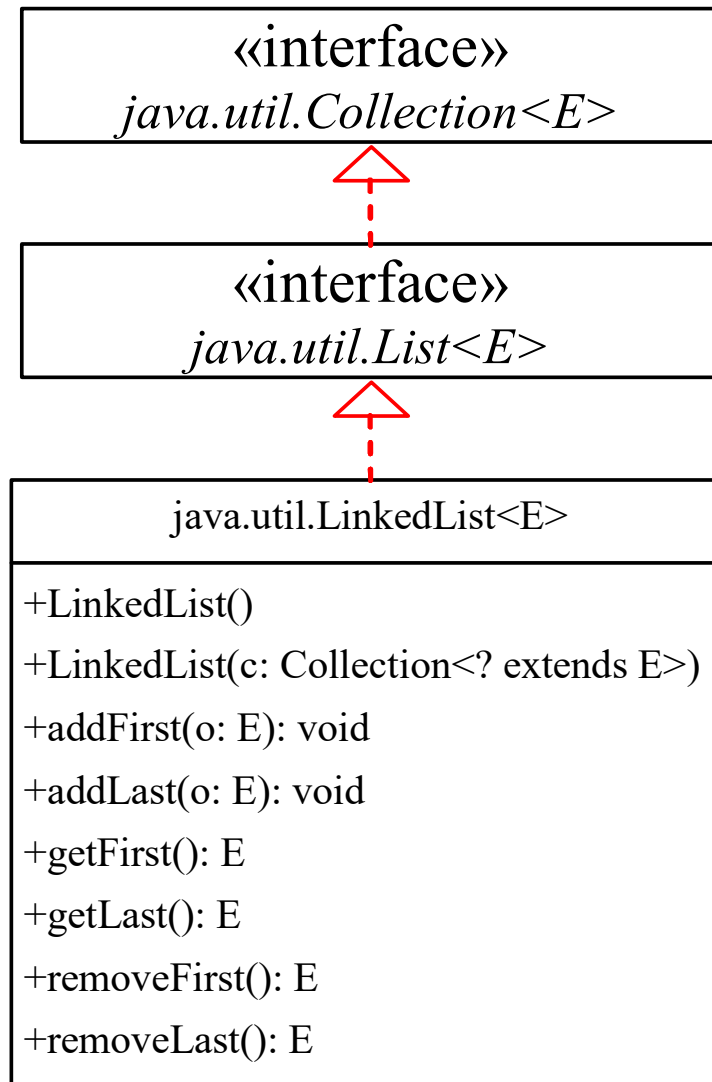 «interface»
java.util.Collection<E>
«interface»
java.util.List<E>
java.util.LinkedList<E>
+LinkedList()
+LinkedList(c: Collection<? extends E>)
+addFirst(o: E): void
+addLast(o: E): void
+getFirst(): E
+getLast(): E
+removeFirst(): E
+removeLast(): E